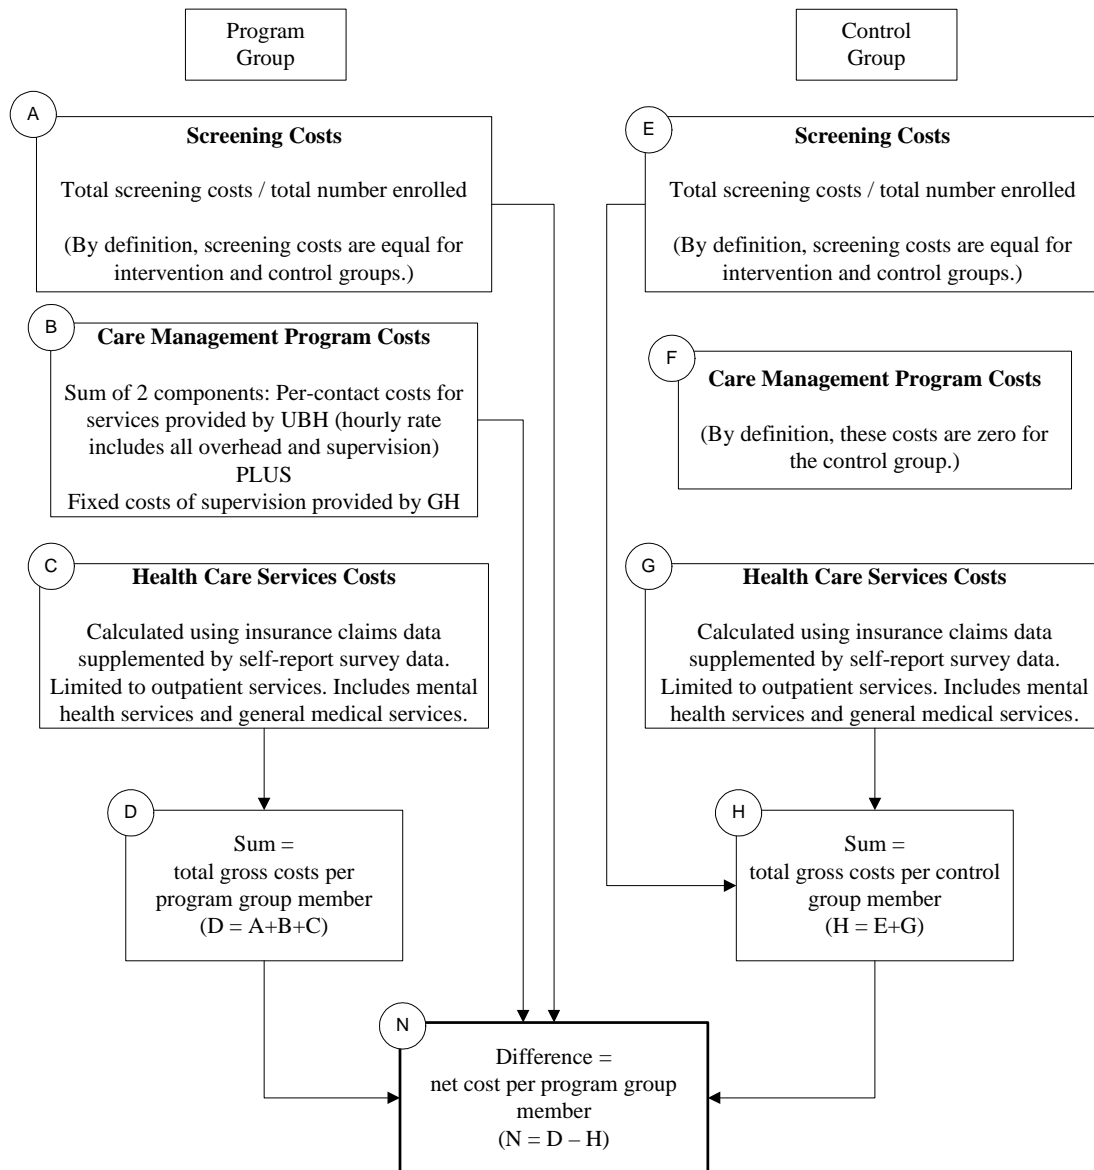 Program
Group
Control
Group
A
Screening Costs
Total screening costs / total number enrolled
(By definition, screening costs are equal for
intervention and control groups.)
E
Screening Costs
Total screening costs / total number enrolled
(By definition, screening costs are equal for
intervention and control groups.)
B
Care Management Program Costs
Sum of 2 components: Per-contact costs for
services provided by UBH (hourly rate
includes all overhead and supervision)
PLUS
Fixed costs of supervision provided by GH
F
Care Management Program Costs
(By definition, these costs are zero for
the control group.)
C
Health Care Services Costs
Calculated using insurance claims data
supplemented by self-report survey data.
Limited to outpatient services. Includes mental
health services and general medical services.
G
Health Care Services Costs
Calculated using insurance claims data
supplemented by self-report survey data.
Limited to outpatient services. Includes mental
health services and general medical services.
D
Sum =
total gross costs per
program group member
(D = A+B+C)
H
Sum =
total gross costs per control
group member
(H = E+G)
N
Difference =
net cost per program group
member
(N = D – H)